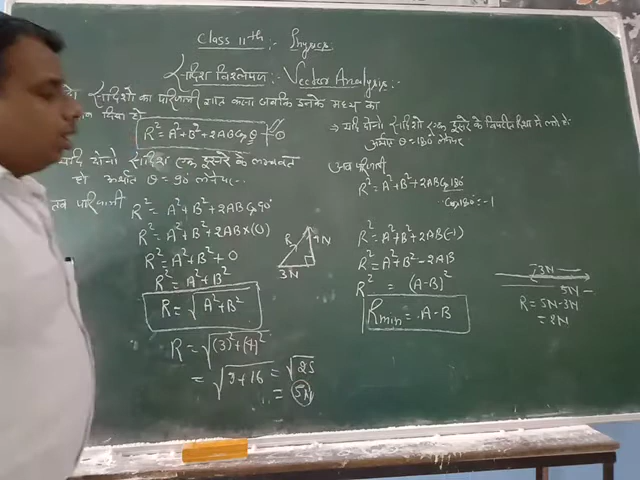 Class 11th:- Physics
सदिश विश्लेषण:- Vector Analysis:-
सदिशों का परिणामी ज्ञात करना जबकि इनके मध्य का
दिया हो
R² = A² + B² + 2AB Cos θ
दोनों सदिश एक दूसरे के लम्बवत
हो अर्थात θ = 90° लेने पर:-
तब परिणामी
R² = A² + B² + 2AB Cos 90°
R² = A² + B² + 2AB × (0)
R² = A² + B² + 0
R² = A² + B²
R = √A² + B²
R = √(3)² + (4)²
= √3+16 = √25
= 5N
R 4N
3N
⇒ यदि दोनों सदिश एक दूसरे के विपरीत दिशा में
अर्थात θ = 180° लेने पर
अब परिणामी
R² = A² + B² + 2AB Cos 180°
Cos 180° = -1
R² = A² + B² + 2AB (-1)
R² = A² + B² - 2AB
R² = (A-B)²
Rmin = A - B
3N
5N
R = 5N - 3N
= 2N